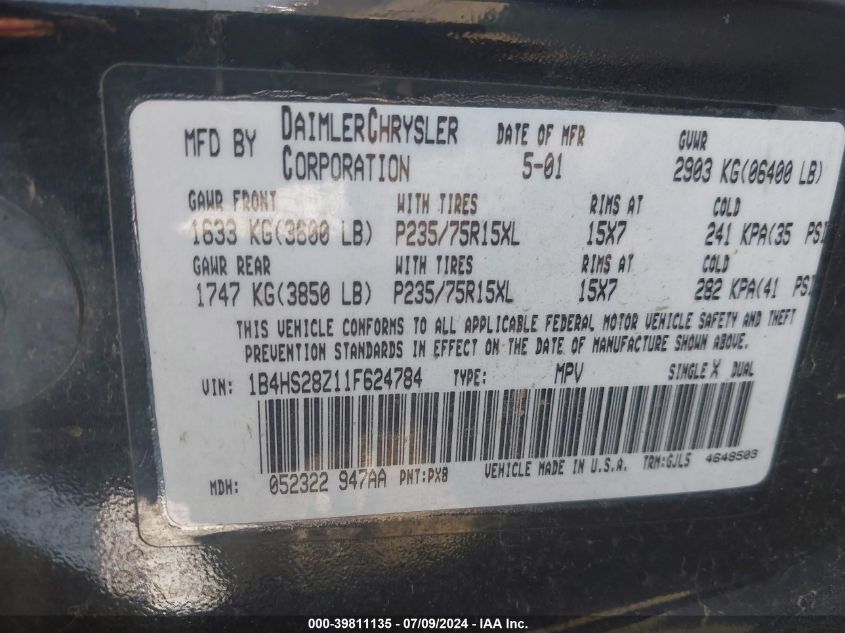 MFD BY DAIMLERCHRYSLER CORPORATION DATE OF MFR 5-01 GVWR 2903 KG(06400 LB)
GAWR FRONT WITH TIRES RIMS AT COLD
1633 KG(3600 LB) P235/75R15XL 15X7 241 KPA(35 PSI
GAWR REAR WITH TIRES RIMS AT COLD
1747 KG(3850 LB) P235/75R15XL 15X7 282 KPA(41 PSI
THIS VEHICLE CONFORMS TO ALL APPLICABLE FEDERAL MOTOR VEHICLE SAFETY AND THEFT
PREVENTION STANDARDS IN EFFECT ON THE DATE OF MANUFACTURE SHOWN ABOVE.
VIN: 1B4HS28Z11F624784 TYPE: MPV SINGLE X DUAL
MDH: 052322 947AA PNT:PX8 VEHICLE MADE IN U.S.A. TRM:GJL5 4648503
000-39811135 - 07/09/2024 - IAA Inc.